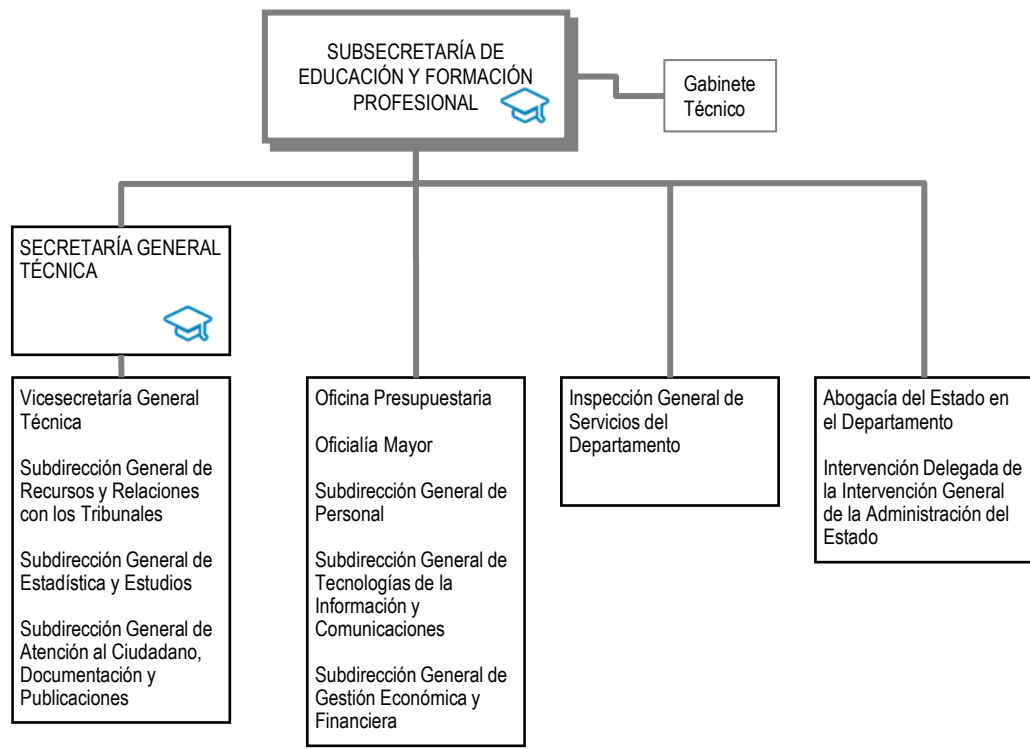 SUBSECRETARÍA DE
EDUCACIÓN Y FORMACIÓN
PROFESIONAL
Gabinete
Técnico
SECRETARÍA GENERAL
TÉCNICA
Vicesecretaría General
Técnica
Subdirección General de
Recursos y Relaciones
con los Tribunales
Subdirección General de
Estadística y Estudios
Subdirección General de
Atención al Ciudadano,
Documentación y
Publicaciones
Oficina Presupuestaria
Oficialía Mayor
Subdirección General de
Personal
Subdirección General de
Tecnologías de la
Información y
Comunicaciones
Subdirección General de
Gestión Económica y
Financiera
Inspección General de
Servicios del
Departamento
Abogacía del Estado en
el Departamento
Intervención Delegada de
la Intervención General
de la Administración del
Estado